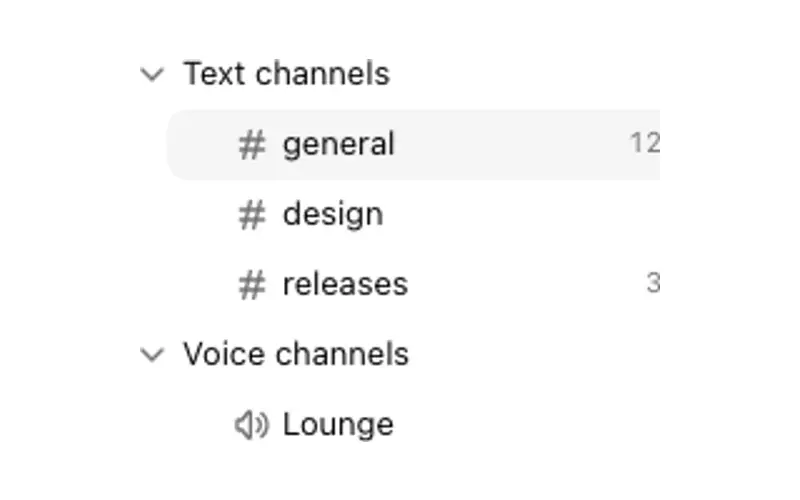 Text channels
# general 12
# design
# releases 3
Voice channels
Lounge